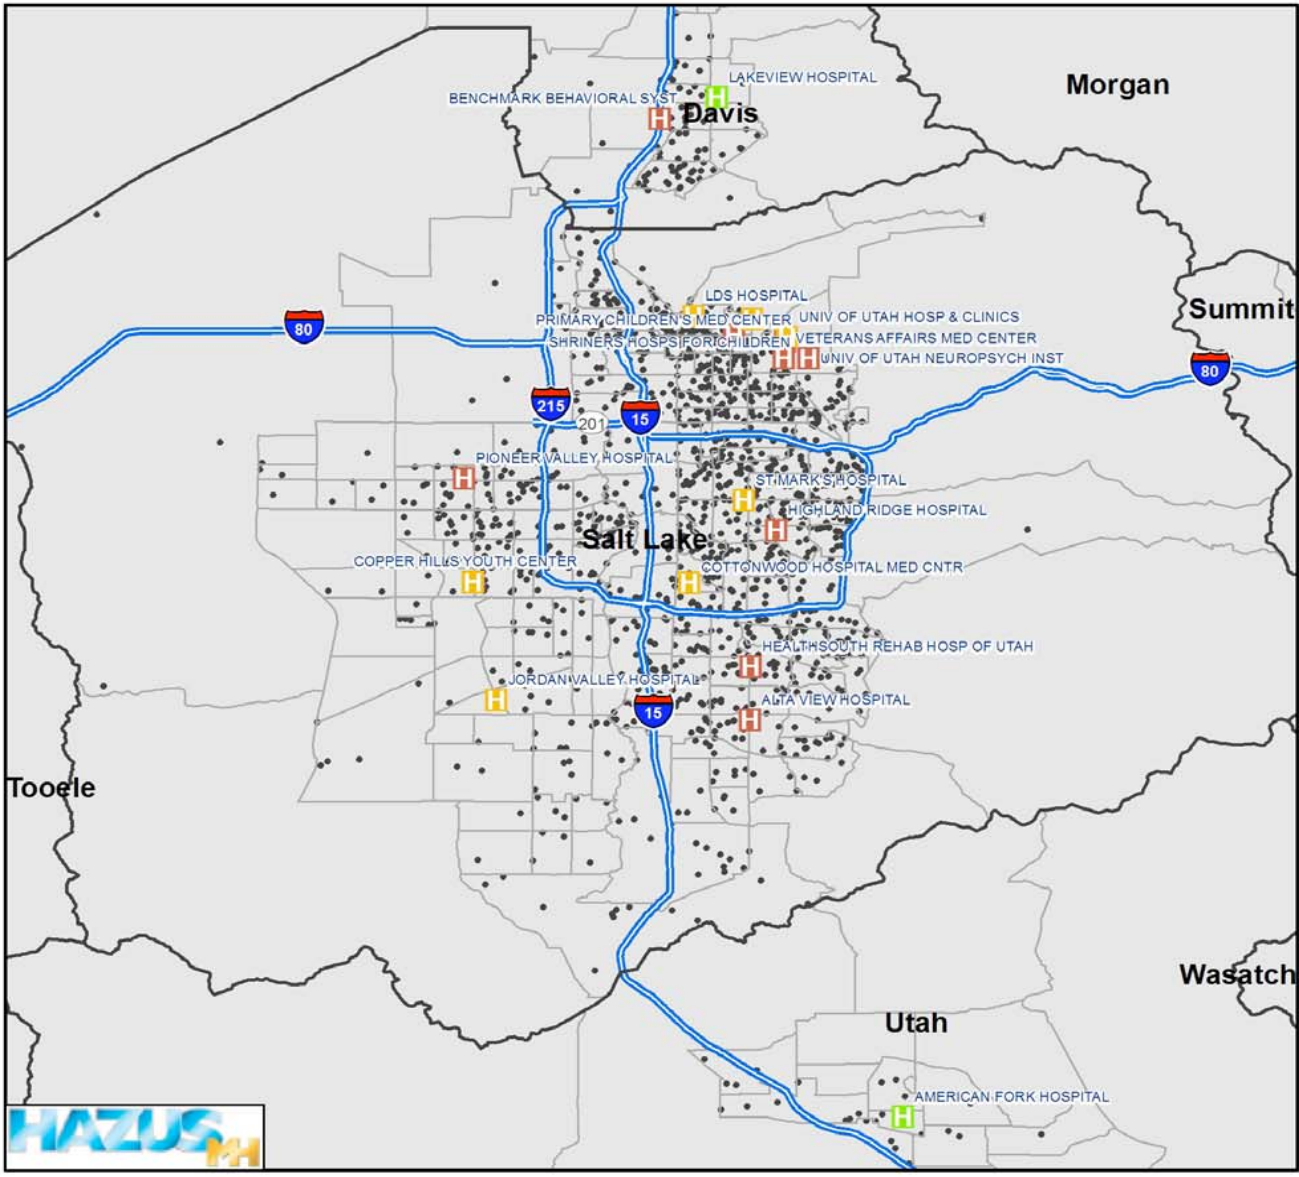 LAKEVIEW HOSPITAL
Morgan
BENCHMARK BEHAVIORAL SYST
H
H
Davis
LDS HOSPITAL
Summit
PRIMARY CHILDREN'S MED CENTER
UNIV OF UTAH HOSP & CLINICS
80
SHRINERS HOSPS FOR CHILDREN
VETERANS AFFAIRS MED CENTER
H
H
UNIV OF UTAH NEUROPSYCH INST
80
215
15
201
PIONEER VALLEY HOSPITAL
H
ST MARK'S HOSPITAL
H
HIGHLAND RIDGE HOSPITAL
H
Salt Lake
COPPER HILLS YOUTH CENTER
H
COTTONWOOD HOSPITAL MED CNTR
H
HEALTHSOUTH REHAB HOSP OF UTAH
H
JORDAN VALLEY HOSPITAL
H
ALTA VIEW HOSPITAL
H
15
Tooele
Wasatch
Utah
AMERICAN FORK HOSPITAL
H
HAZUS
MH